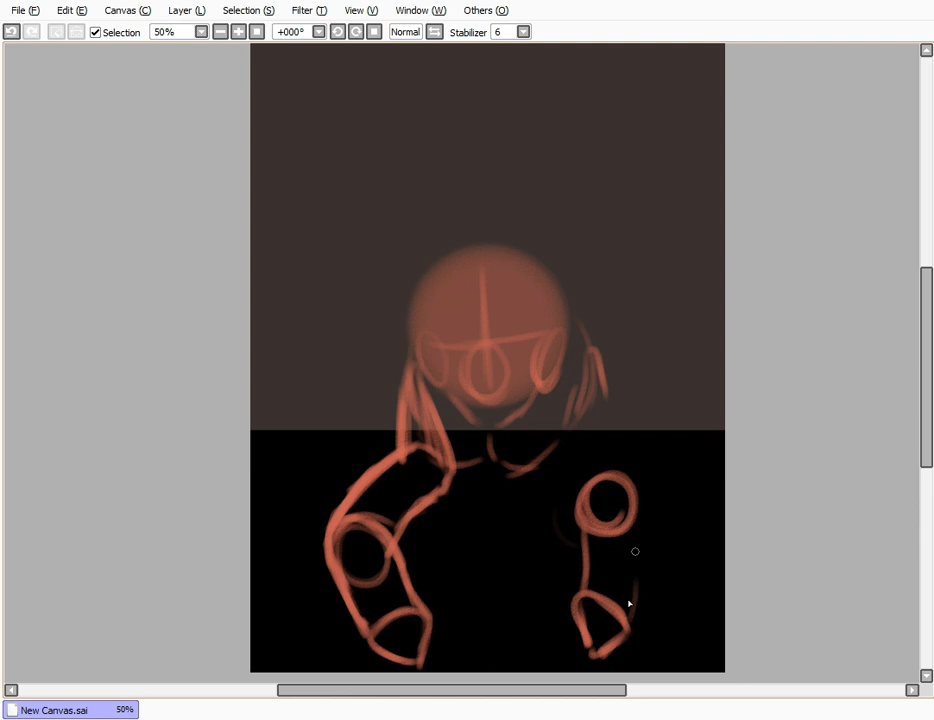 File (F) Edit (E) Canvas (C) Layer (L) Selection (S) Filter (T) View (V) Window (W) Others (O)
Selection 50% +000° Normal Stabilizer 6
New Canvas.sai 50%